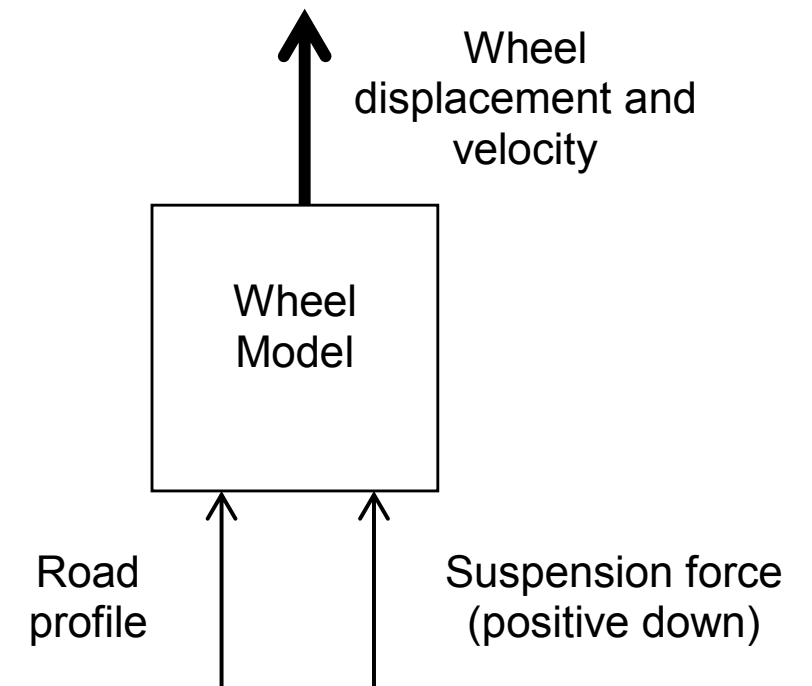 Wheel
displacement and
velocity
Wheel
Model
Road
profile
Suspension force
(positive down)